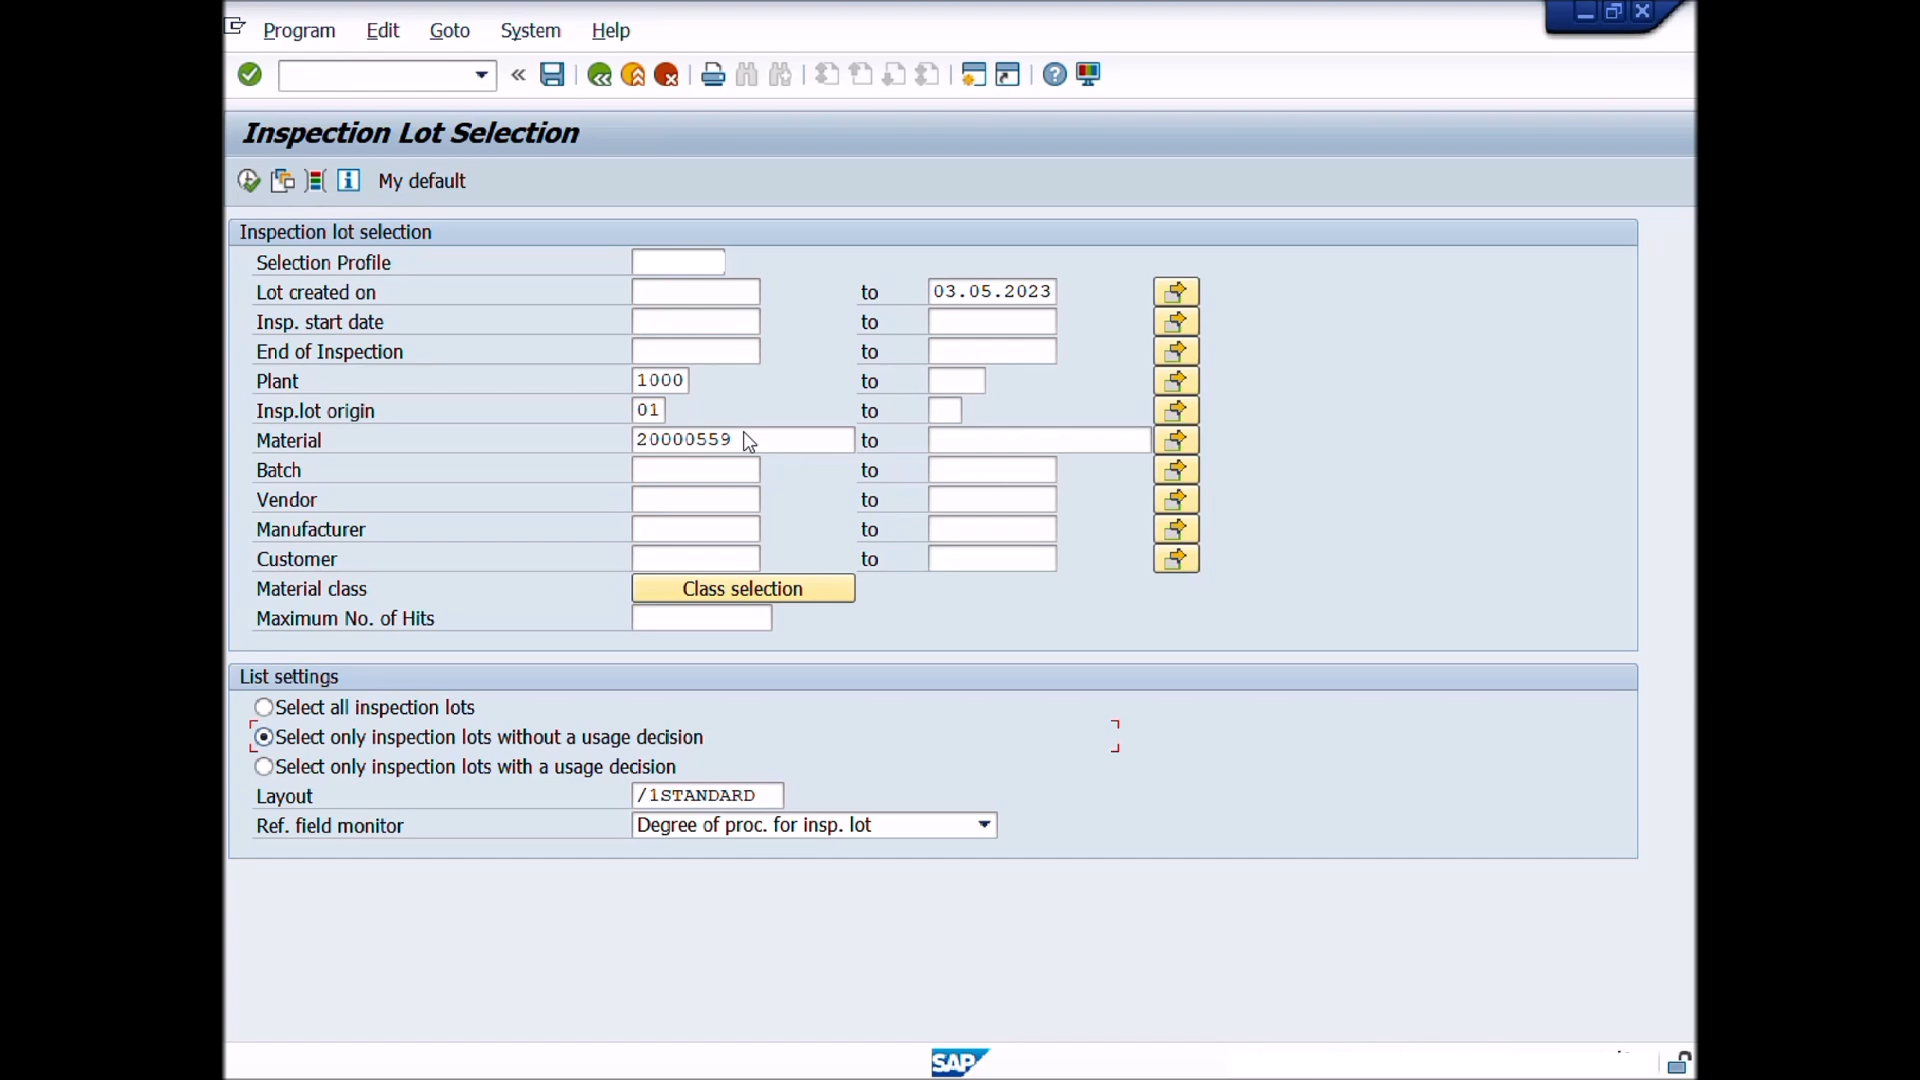 Program Edit Goto System Help
Inspection Lot Selection
My default
Inspection lot selection
Selection Profile
Lot created on to 03.05.2023
Insp. start date to
End of Inspection to
Plant 1000 to
Insp.lot origin 01 to
Material 20000559 to
Batch to
Vendor to
Manufacturer to
Customer to
Material class Class selection
Maximum No. of Hits
List settings
Select all inspection lots
Select only inspection lots without a usage decision
Select only inspection lots with a usage decision
Layout /1STANDARD
Ref. field monitor Degree of proc. for insp. lot
SAP